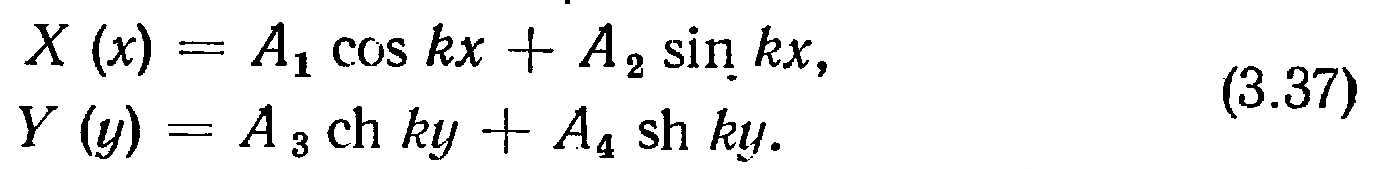 X (x) = A₁ cos kx + A₂ sin kx,
(3.37)
Y (y) = A₃ ch ky + A₄ sh ky.